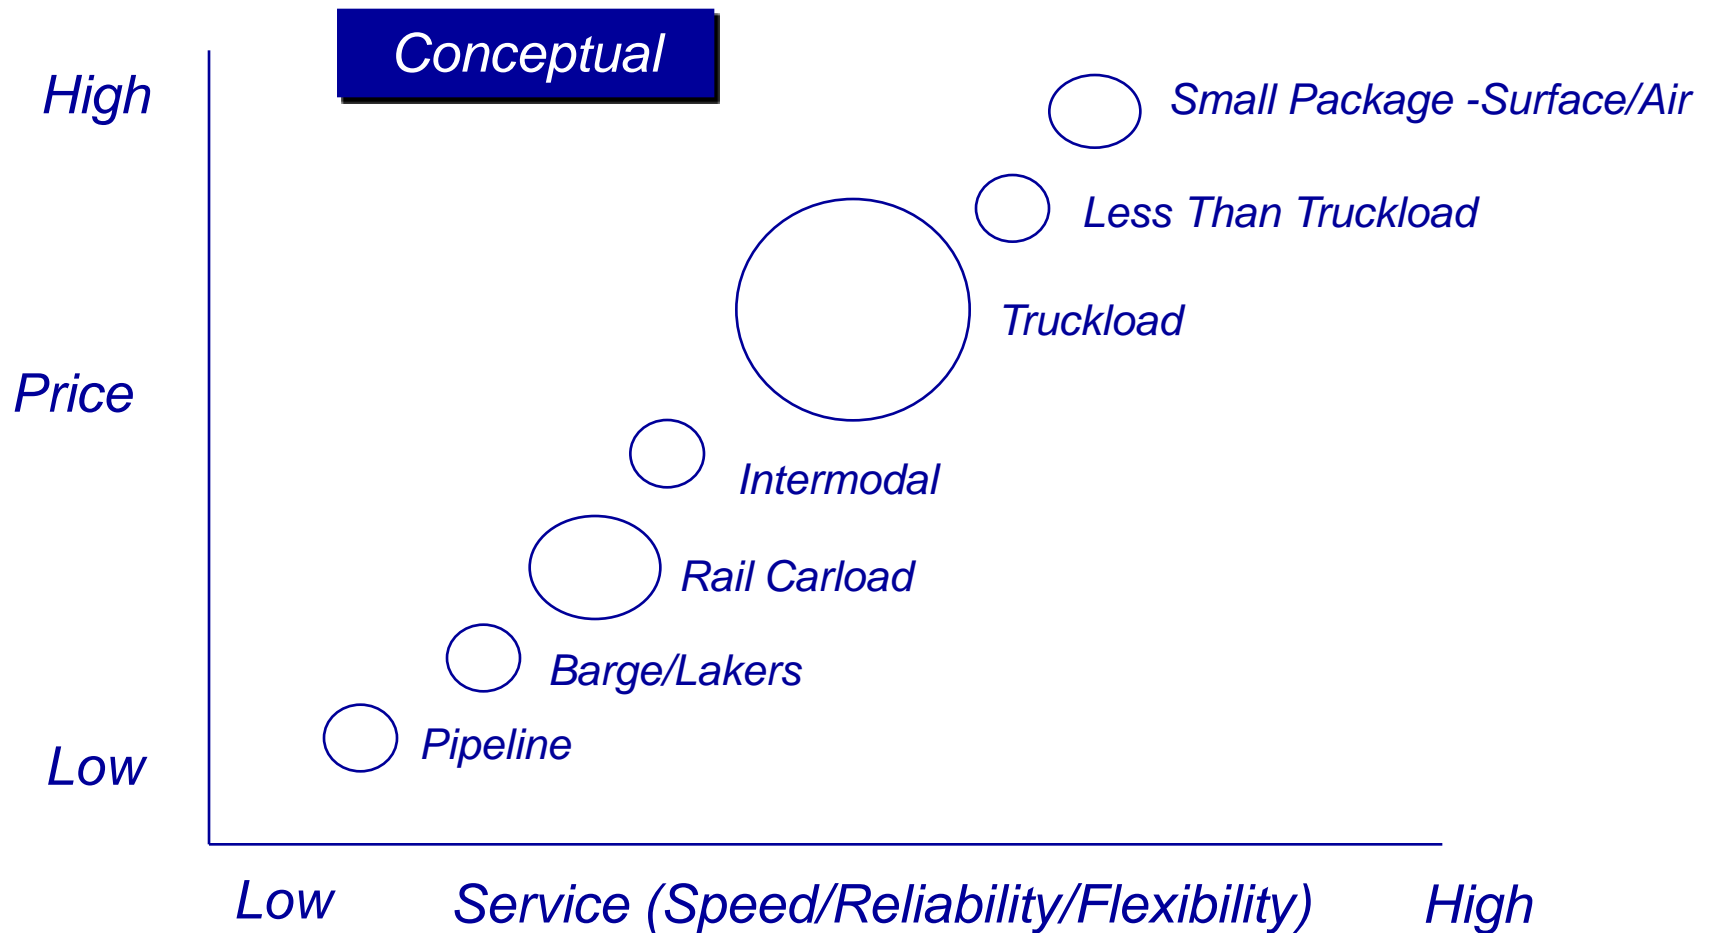 Conceptual
High
Small Package -Surface/Air
Less Than Truckload
Truckload
Price
Intermodal
Rail Carload
Barge/Lakers
Pipeline
Low
Low
Service (Speed/Reliability/Flexibility)
High